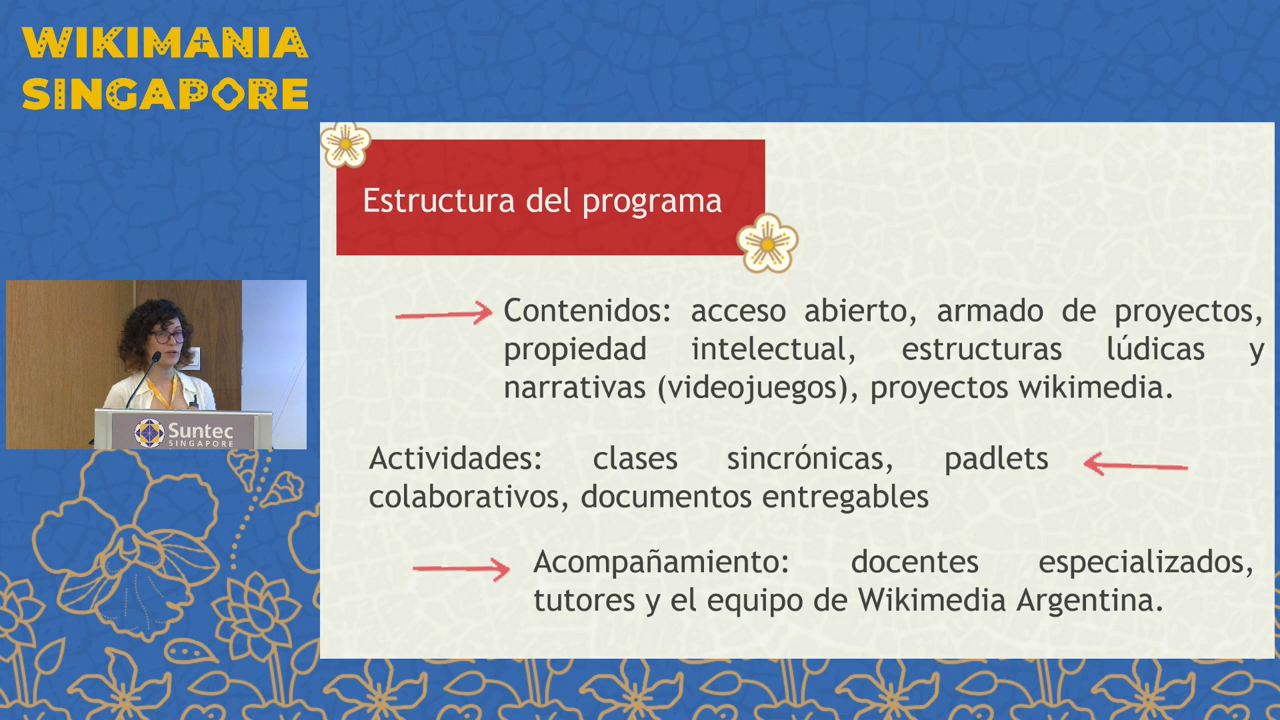 WIKIMANIA
SINGAPORE
Estructura del programa
Contenidos: acceso abierto, armado de proyectos,
propiedad intelectual, estructuras lúdicas y
narrativas (videojuegos), proyectos wikimedia.
Actividades: clases sincrónicas, padlets
colaborativos, documentos entregables
Acompañamiento: docentes especializados,
tutores y el equipo de Wikimedia Argentina.
Suntec
SINGAPORE